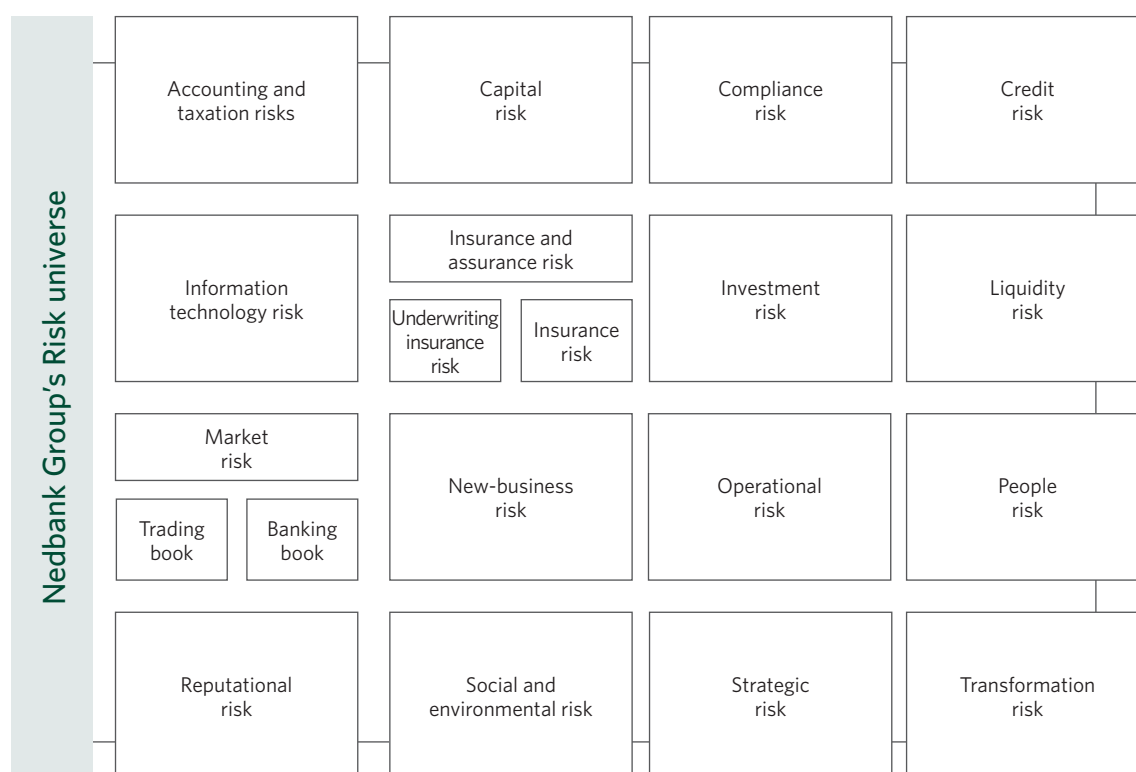 Nedbank Group's Risk universe
Accounting and
taxation risks
Capital
risk
Compliance
risk
Credit
risk
Information
technology risk
Insurance and
assurance risk
Underwriting
insurance
risk
Insurance
risk
Investment
risk
Liquidity
risk
Market
risk
Trading
book
Banking
book
New-business
risk
Operational
risk
People
risk
Reputational
risk
Social and
environmental risk
Strategic
risk
Transformation
risk